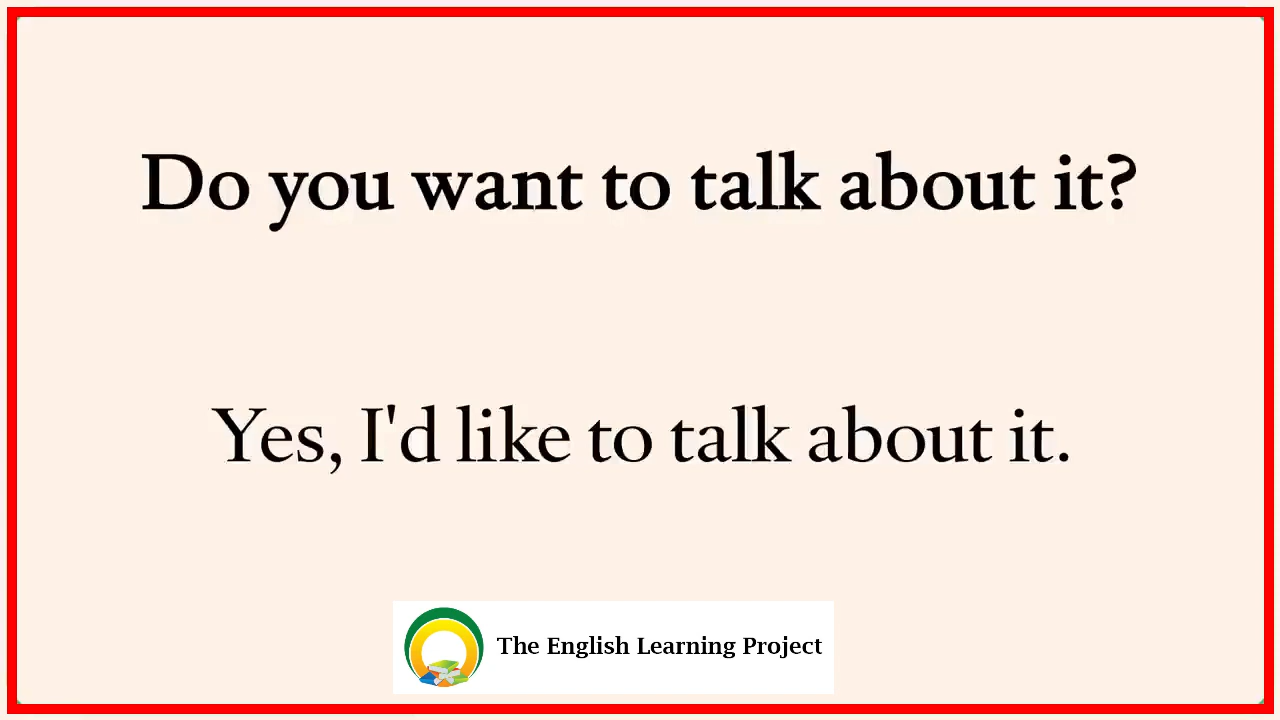 Do you want to talk about it?
Yes, I'd like to talk about it.
The English Learning Project